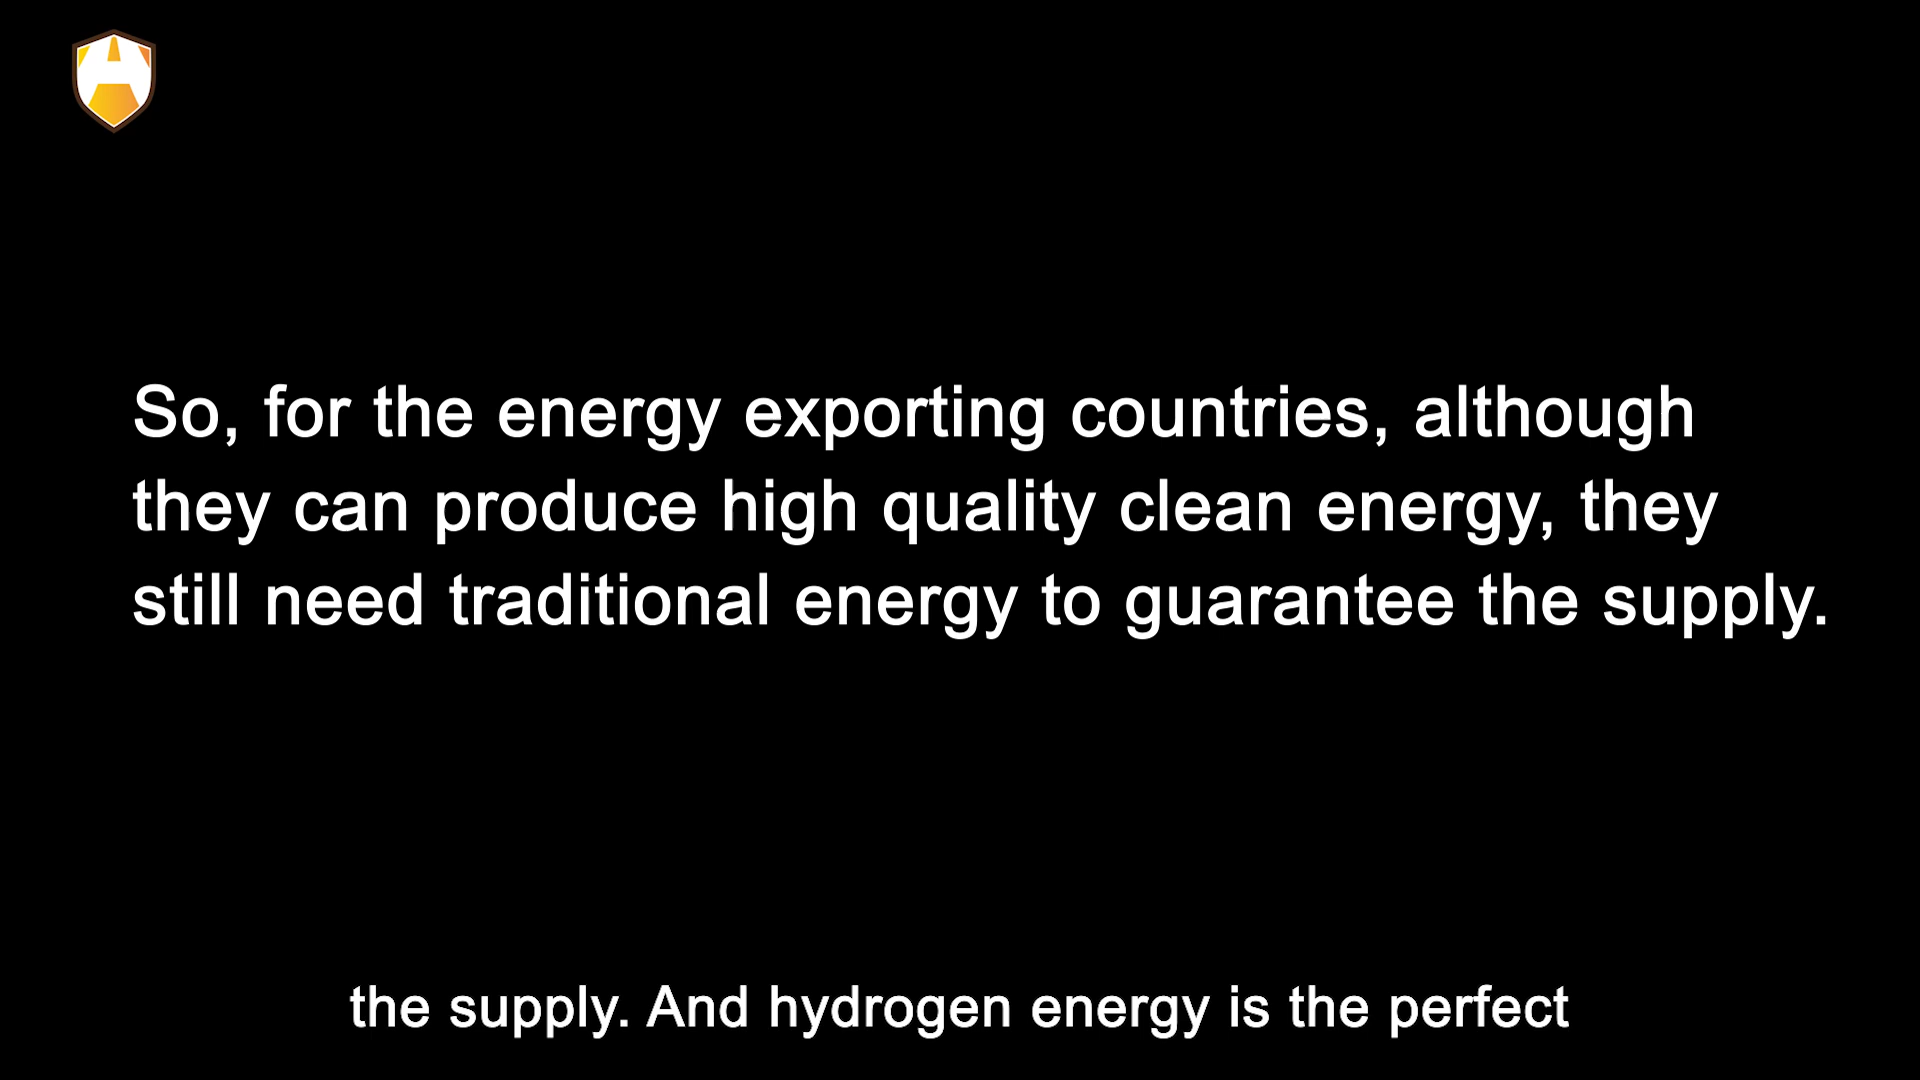 So, for the energy exporting countries, although
they can produce high quality clean energy, they
still need traditional energy to guarantee the supply.
the supply. And hydrogen energy is the perfect